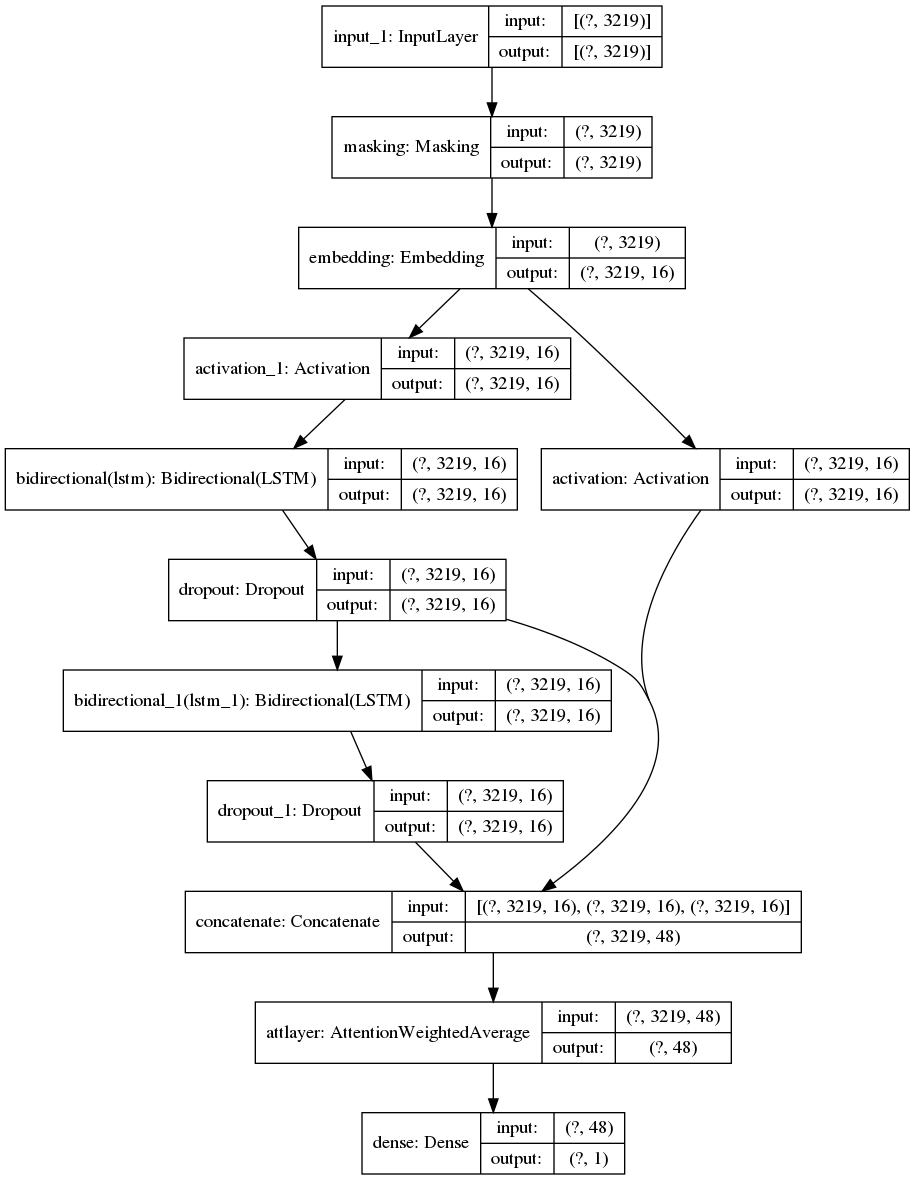 input_1: InputLayer
input: [(?, 3219)]
output: [(?, 3219)]
masking: Masking
input: (?, 3219)
output: (?, 3219)
embedding: Embedding
input: (?, 3219)
output: (?, 3219, 16)
activation_1: Activation
input: (?, 3219, 16)
output: (?, 3219, 16)
bidirectional(lstm): Bidirectional(LSTM)
input: (?, 3219, 16)
output: (?, 3219, 16)
activation: Activation
input: (?, 3219, 16)
output: (?, 3219, 16)
dropout: Dropout
input: (?, 3219, 16)
output: (?, 3219, 16)
bidirectional_1(lstm_1): Bidirectional(LSTM)
input: (?, 3219, 16)
output: (?, 3219, 16)
dropout_1: Dropout
input: (?, 3219, 16)
output: (?, 3219, 16)
concatenate: Concatenate
input: [(?, 3219, 16), (?, 3219, 16), (?, 3219, 16)]
output: (?, 3219, 48)
attlayer: AttentionWeightedAverage
input: (?, 3219, 48)
output: (?, 48)
dense: Dense
input: (?, 48)
output: (?, 1)